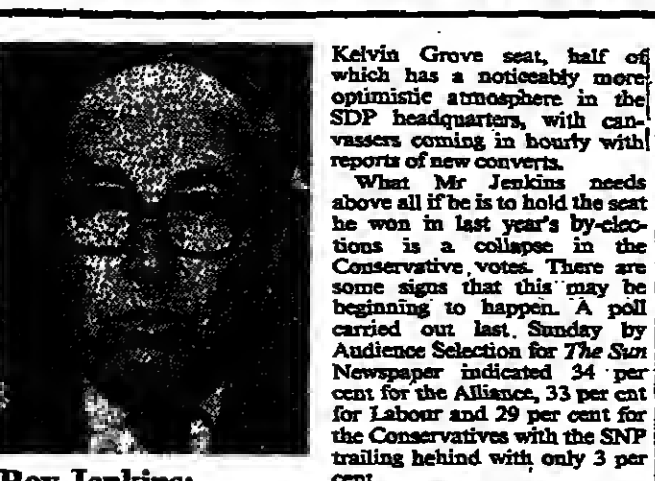 Roy Jenkins:
Kelvin Grove seat, half of
which has a noticeably more
optimistic atmosphere in the
SDP headquarters, with can-
vassers coming in hourly with
reports of new converts.
What Mr Jenkins needs
above all if he is to hold the seat
he won in last year's by-elec-
tions is a collapse in the
Conservative votes. There are
some signs that this may be
beginning to happen. A poll
carried out last Sunday by
Audience Selection for The Sun
Newspaper indicated 34 per
cent for the Alliance, 33 per cnt
for Labour and 29 per cent for
the Conservatives with the SNP
trailing behind with only 3 per
cent